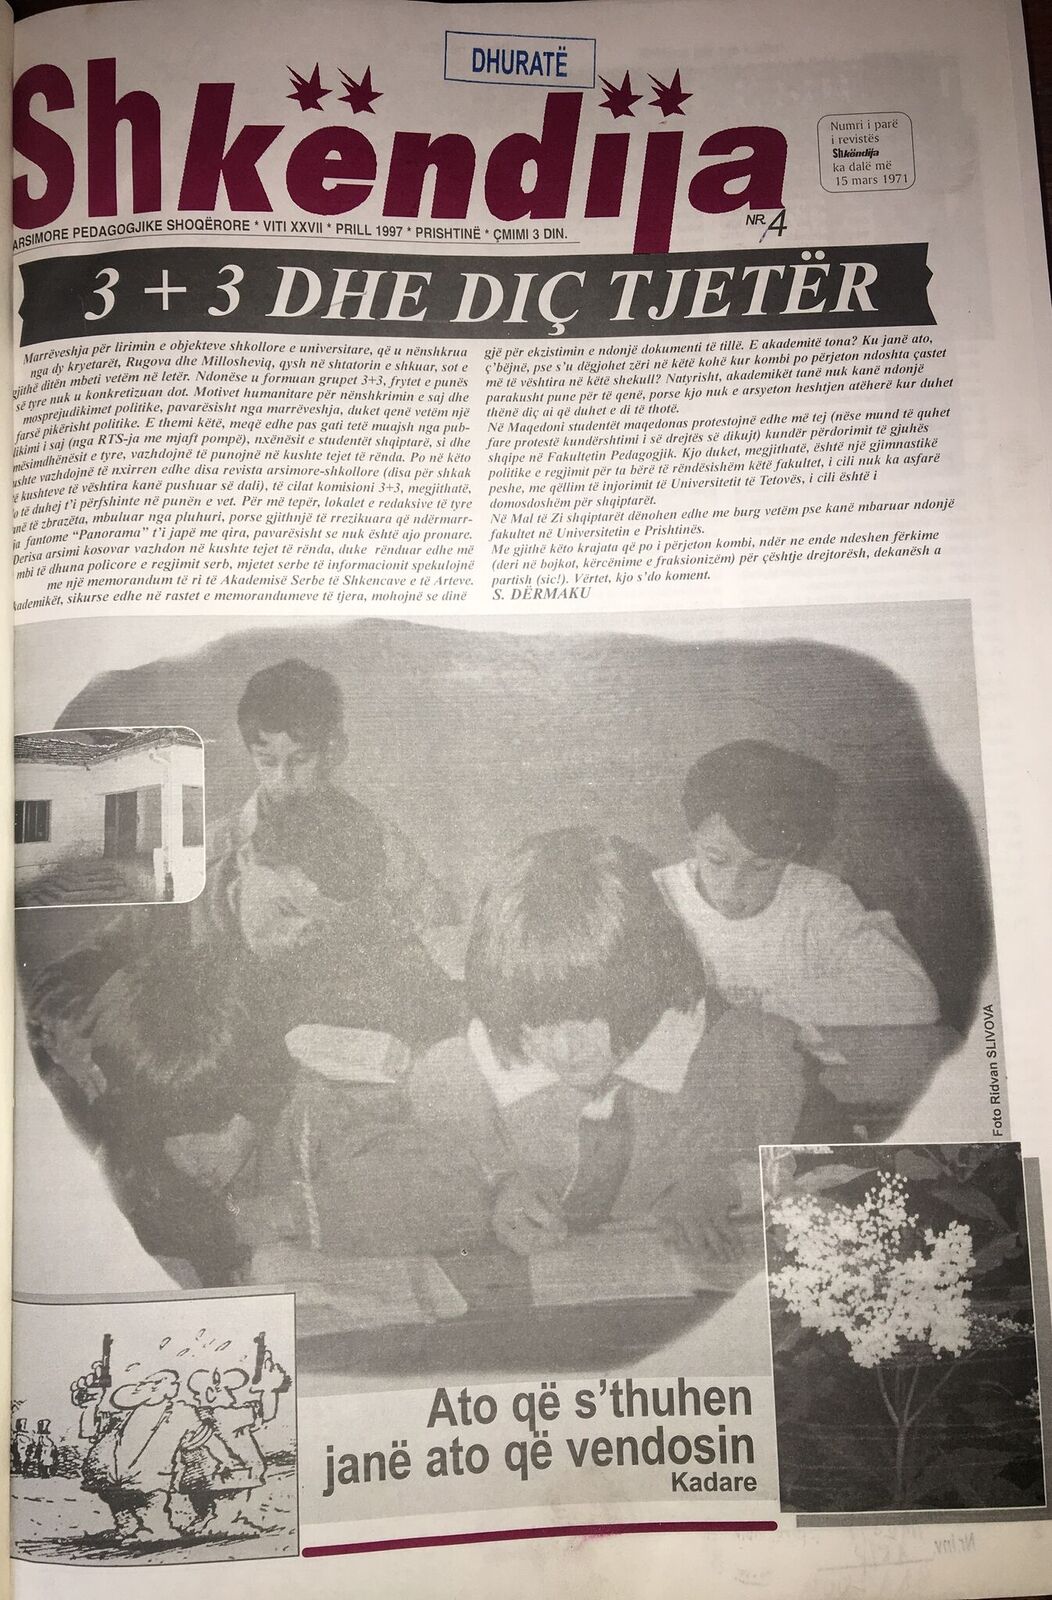 DHURATË
Shkëndija
Numri i parë
i revistës
Shkëndija
ka dalë më
15 mars 1971
ARSIMORE PEDAGOGJIKE SHOQËRORE * VITI XXVII * PRILL 1997 * PRISHTINË * ÇMIMI 3 DIN.
NR. 4
3 + 3 DHE DIÇ TJETËR
Marrëveshja për lirimin e objekteve shkollore e universitare, që u nënshkrua
nga dy kryetarët, Rugova dhe Millosheviq, qysh në shtatorin e shkuar, sot e
gjithë ditën mbeti vetëm në letër. Ndonëse u formuan grupet 3+3, frytet e punës
së tyre nuk u konkretizuan dot. Motivet humanitare për nënshkrimin e saj dhe
mosprejudikimet politike, pavarësisht nga marrëveshja, duket qenë vetëm një
farsë pikërisht politike. E themi këtë, meqë edhe pas gati tetë muajsh nga pub-
likimi i saj (nga RTS-ja me mjaft pompë), nxënësit e studentët shqiptarë, si dhe
mësimdhënësit e tyre, vazhdojnë të punojnë në kushte tejet të rënda. Po në këto
kushte vazhdojnë të nxirren edhe disa revista arsimore-shkollore (disa për shkak
kushteve të vështira kanë pushuar së dali), të cilat komisioni 3+3, megjithatë,
të duhej t'i përfshinte në punën e vet. Për më tepër, lokalet e redaksive të tyre
janë të zbrazëta, mbuluar nga pluhuri, porse gjithnjë të rrezikuara që ndërmarr-
ja fantome "Panorama" t'i japë me qira, pavarësisht se nuk është ajo pronare.
Derisa arsimi kosovar vazhdon në kushte tejet të rënda, duke rënduar edhe më
mbi të dhuna policore e regjimit serb, mjetet serbe të informacionit spekulojnë
me një memorandum të ri të Akademisë Serbe të Shkencave e të Arteve.
Akademikët, sikurse edhe në rastet e memorandumeve të tjera, mohojnë se dinë
gjë për ekzistimin e ndonjë dokumenti të tillë. E akademitë tona? Ku janë ato,
ç'bëjnë, pse s'u dëgjohet zëri në këtë kohë kur kombi po përjeton ndoshta çastet
më të vështira në këtë shekull? Natyrisht, akademikët tanë nuk kanë ndonjë
parakusht pune për të qenë, porse kjo nuk e arsyeton heshtjen atëherë kur duhet
thënë diç ai që duhet e di të thotë.
Në Maqedoni studentët maqedonas protestojnë edhe më tej (nëse mund të quhet
fare protestë kundërshtimi i së drejtës së dikujt) kundër përdorimit të gjuhës
shqipe në Fakultetin Pedagogjik. Kjo duket, megjithatë, është një gjimnastikë
politike e regjimit për ta bërë të rëndësishëm këtë fakultet, i cili nuk ka asfarë
peshe, me qëllim të injorimit të Universitetit të Tetovës, i cili është i
domosdoshëm për shqiptarët.
Në Mal të Zi shqiptarët dënohen edhe me burg vetëm pse kanë mbaruar ndonjë
fakultet në Universitetin e Prishtinës.
Me gjithë këto krajata që po i përjeton kombi, ndër ne ende ndeshen fërkime
(deri në bojkot, kërcënime e fraksionizëm) për çështje drejtorësh, dekanësh a
partish (sic!). Vërtet, kjo s'do koment.
S. DËRMAKU
Foto Ridvan SLIVOVA
Ato që s'thuhen
janë ato që vendosin
Kadare